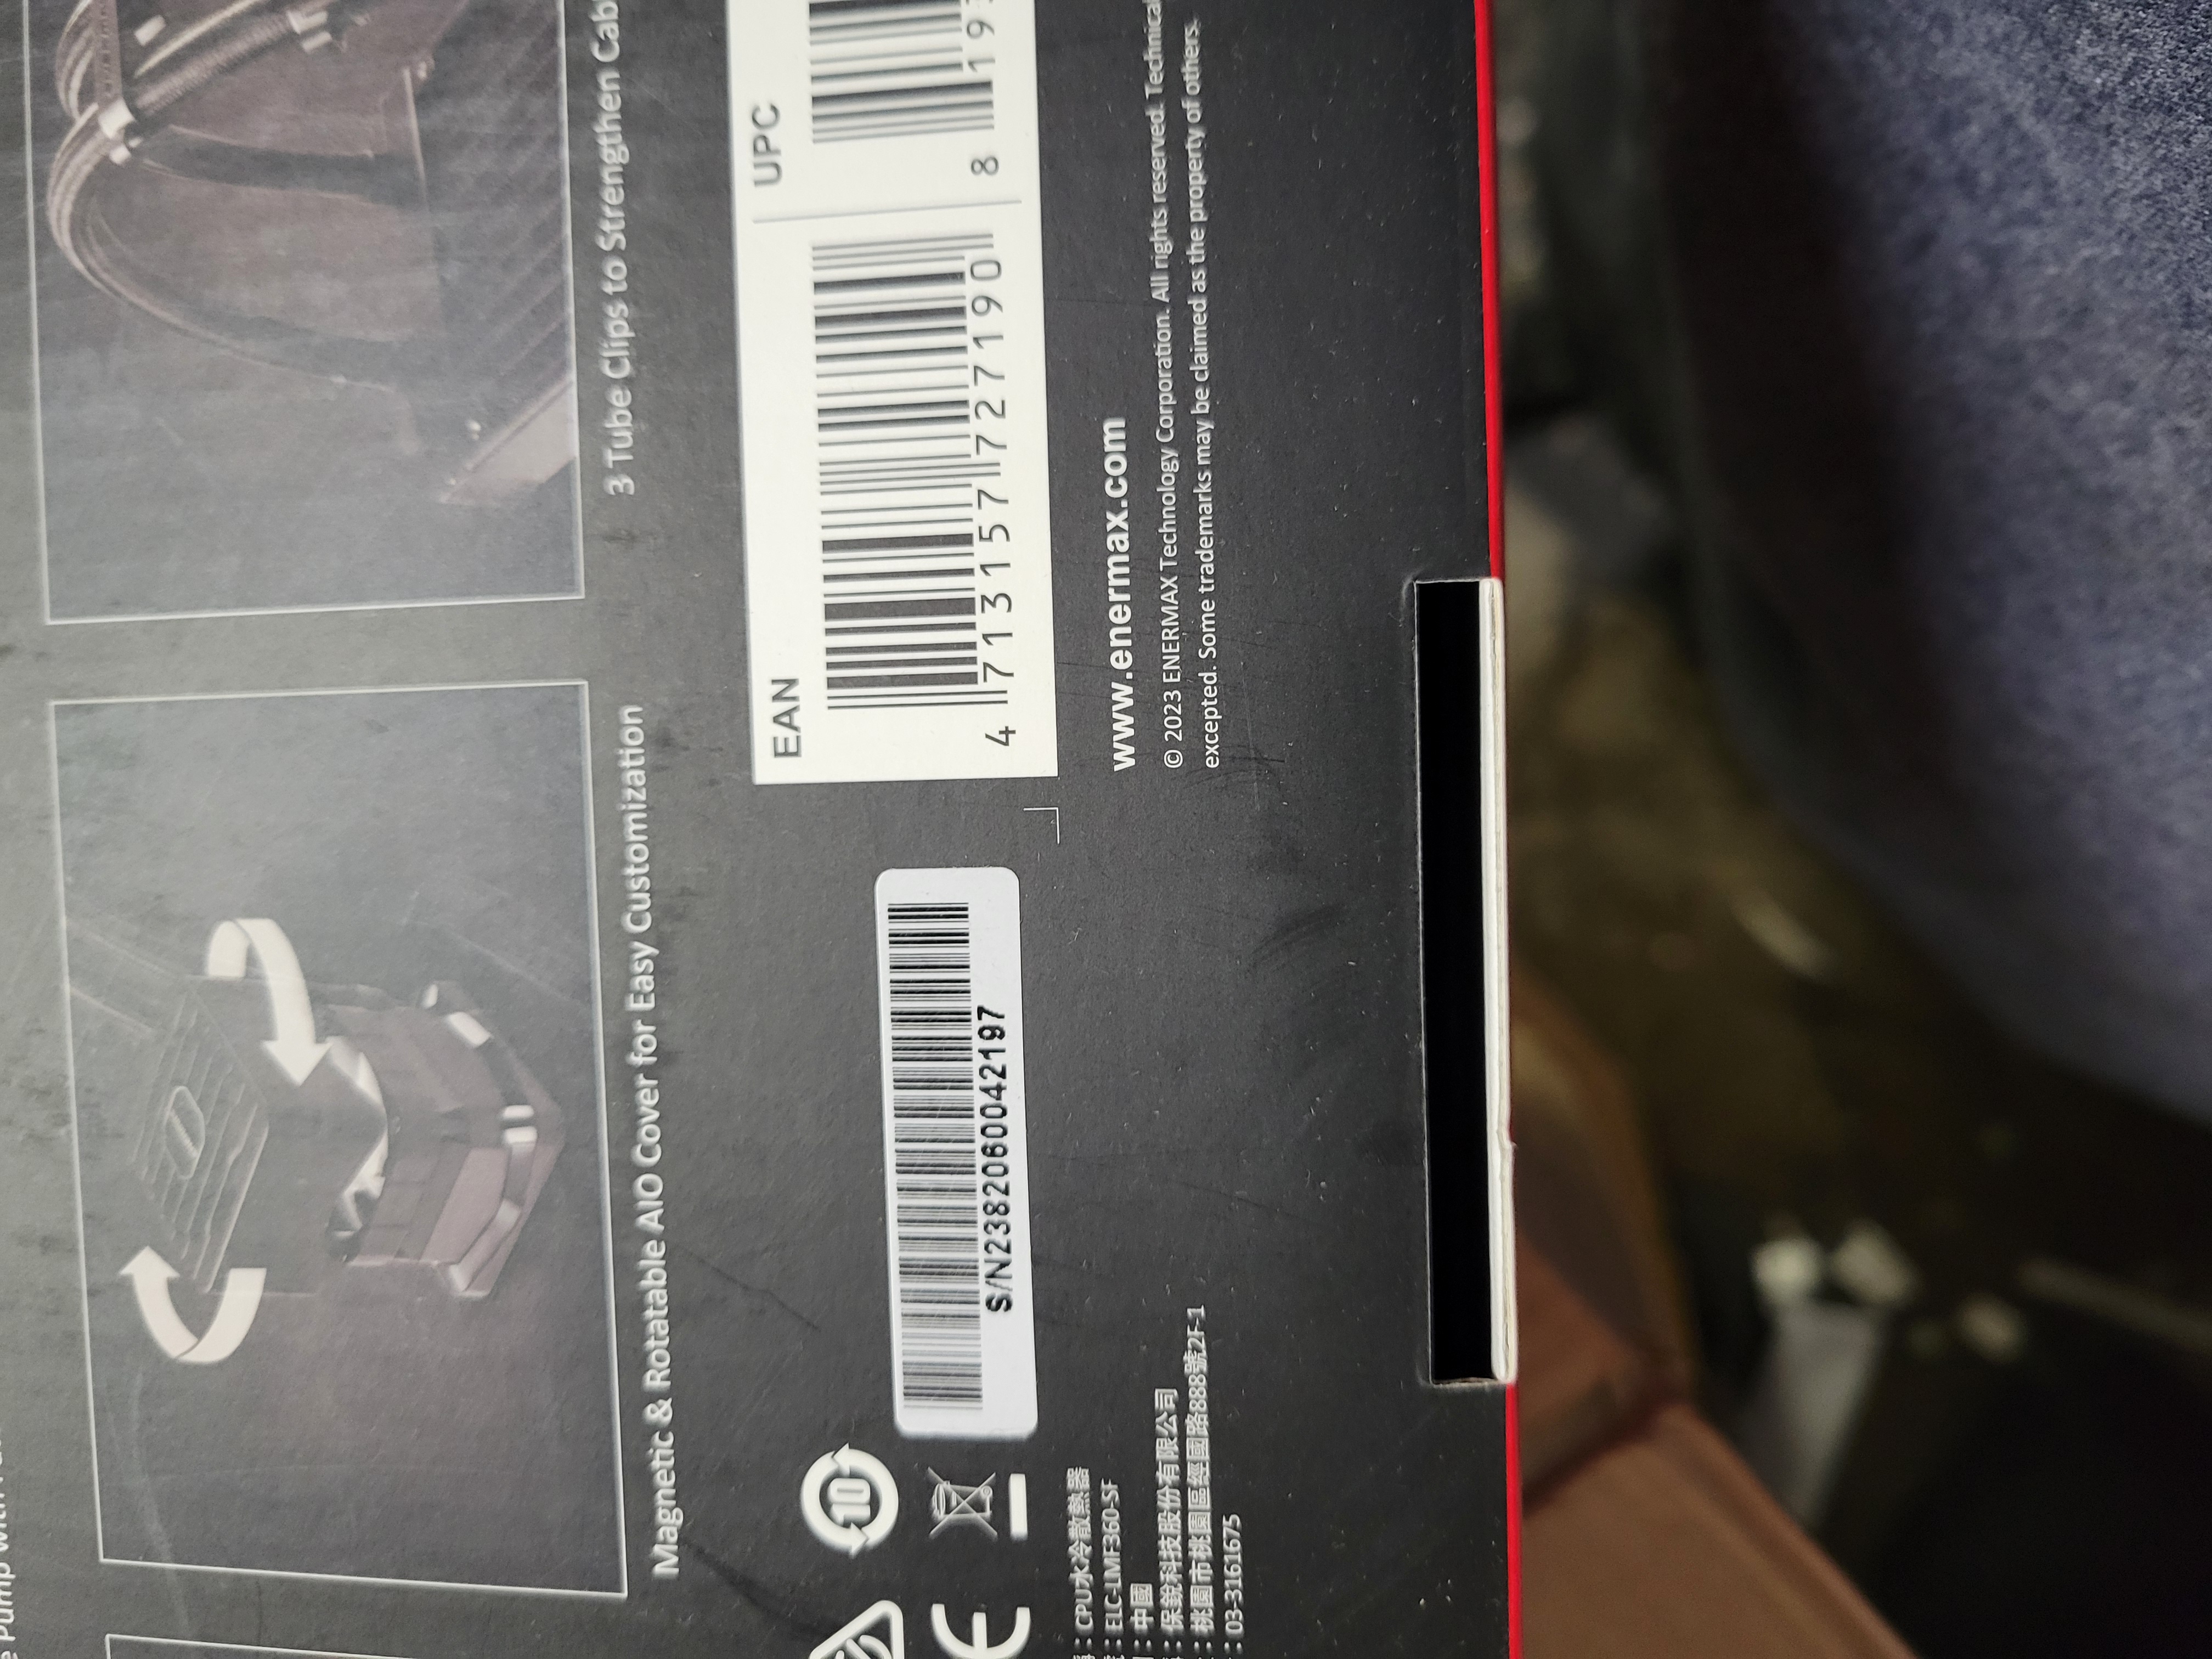 Pump with
Magnetic & Rotatable AIO Cover for Easy Customization
3 Tube Clips to Strengthen
EAN
4 713157 727190
UPC
8
10
CE
S/N2382060042197
：CPU水冷散熱器
：ELC-LMF360-SF
：中國
：保銳科技股份有限公司
：桃園市桃園區經國路888號2F-1
：03-3161675
www.enermax.com
© 2023 ENERMAX Technology Corporation. All rights reserved. Technical
excepted. Some trademarks may be claimed as the property of others.